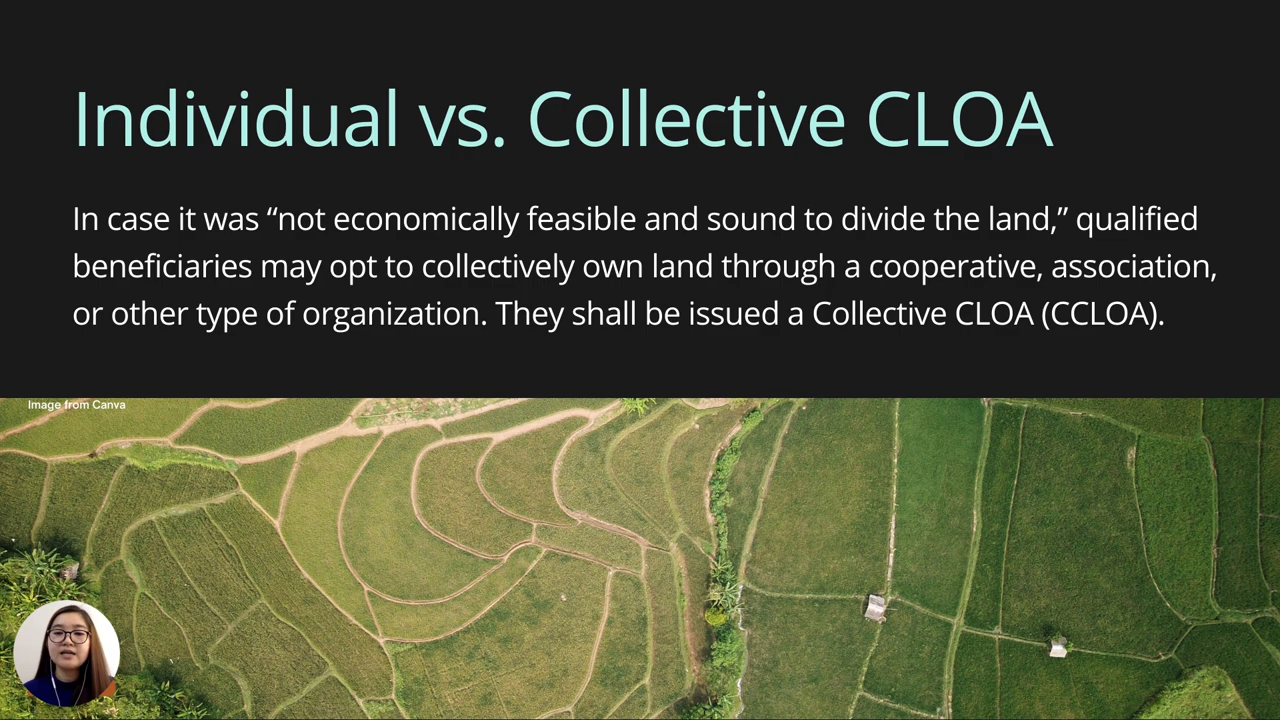 Individual vs. Collective CLOA
In case it was “not economically feasible and sound to divide the land,” qualified
beneficiaries may opt to collectively own land through a cooperative, association,
or other type of organization. They shall be issued a Collective CLOA (CCLOA).
Image from Canva